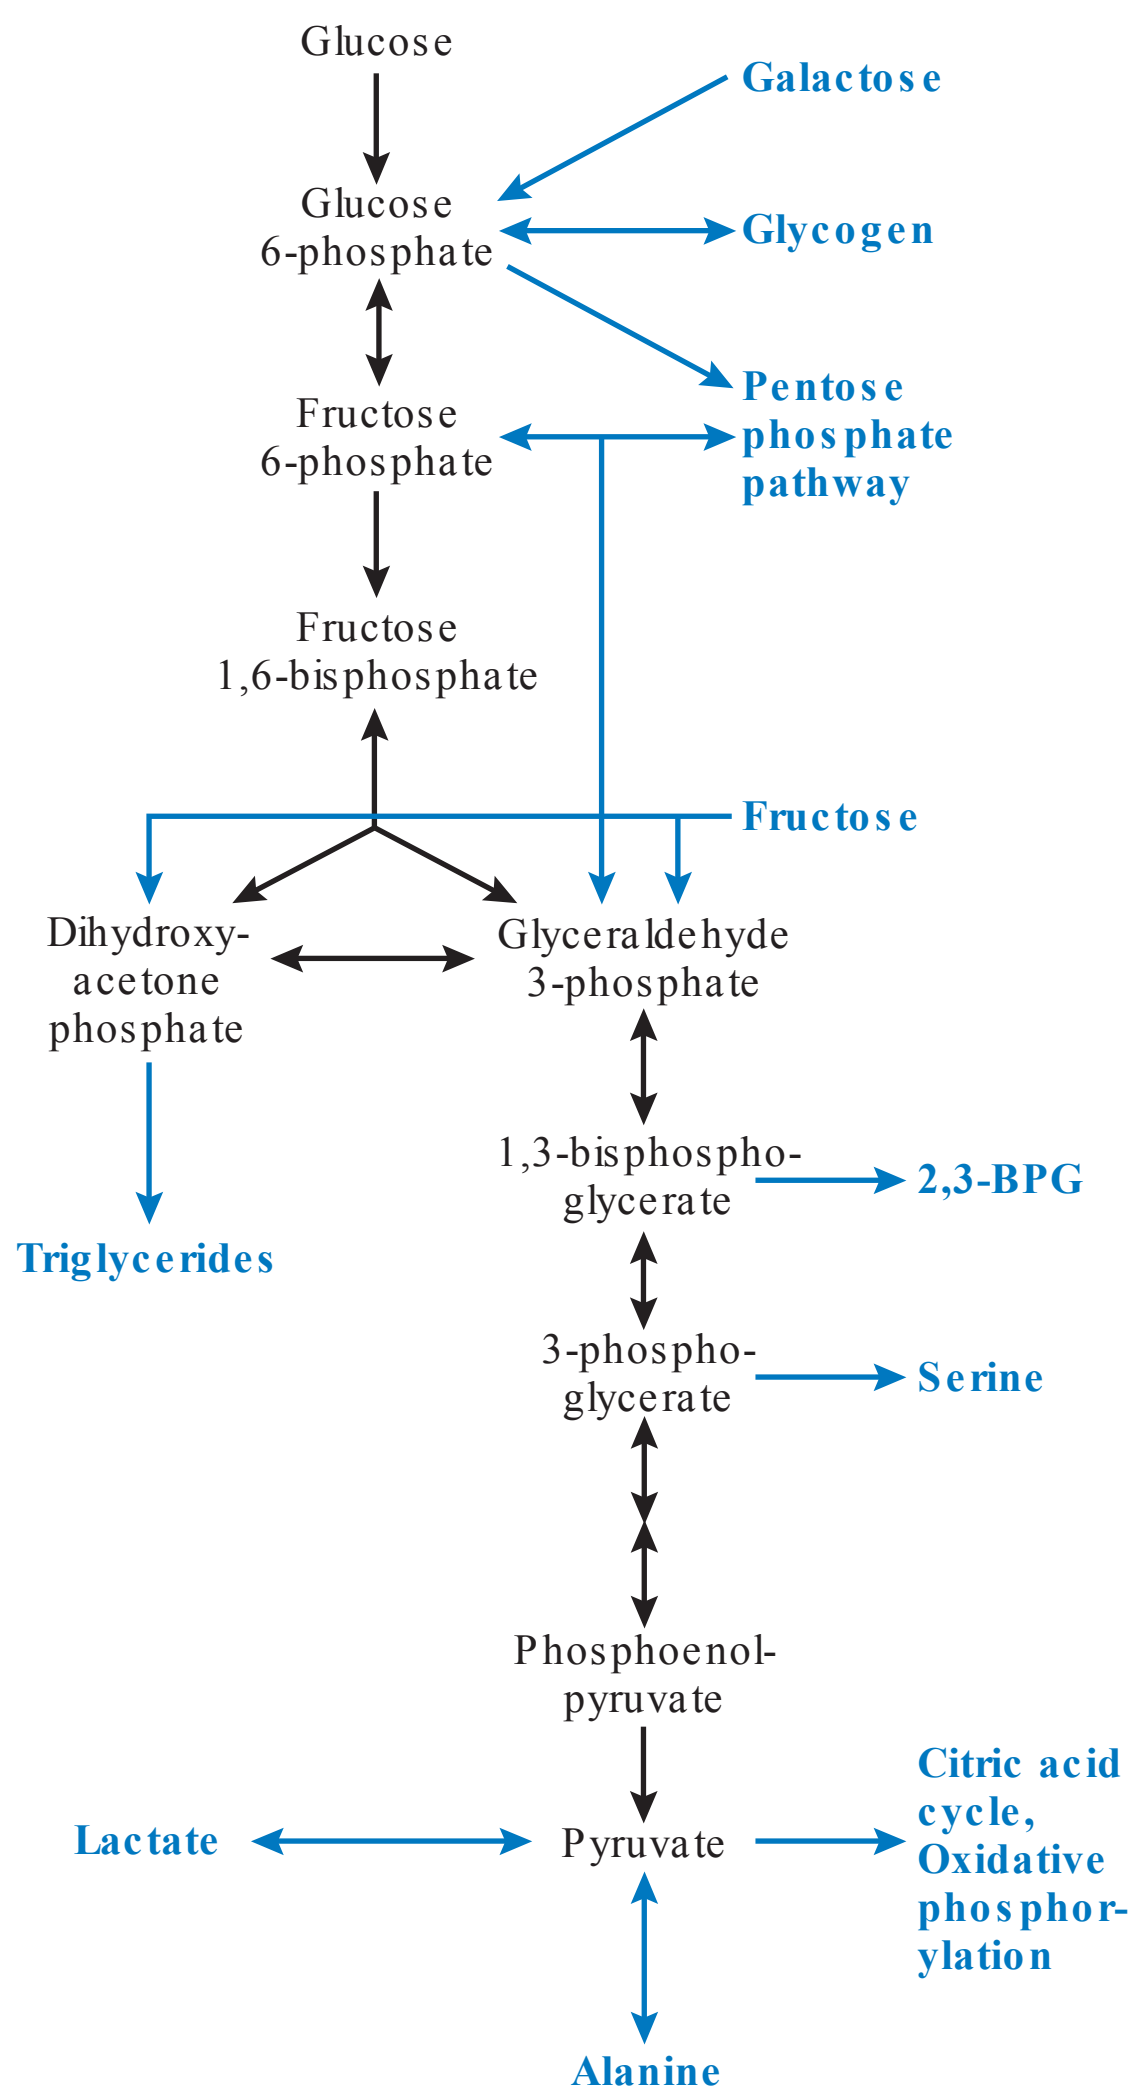 Glucose
Galactose
Glucose
6-phosphate
Glycogen
Pentose
phosphate
pathway
Fructose
6-phosphate
Fructose
1,6-bisphosphate
Fructose
Dihydroxy-
acetone
phosphate
Glyceraldehyde
3-phosphate
1,3-bisphospho-
glycerate
2,3-BPG
Triglycerides
3-phospho-
glycerate
Serine
Phosphoenol-
pyruvate
Lactate
Pyruvate
Citric acid
cycle,
Oxidative
phosphor-
ylation
Alanine